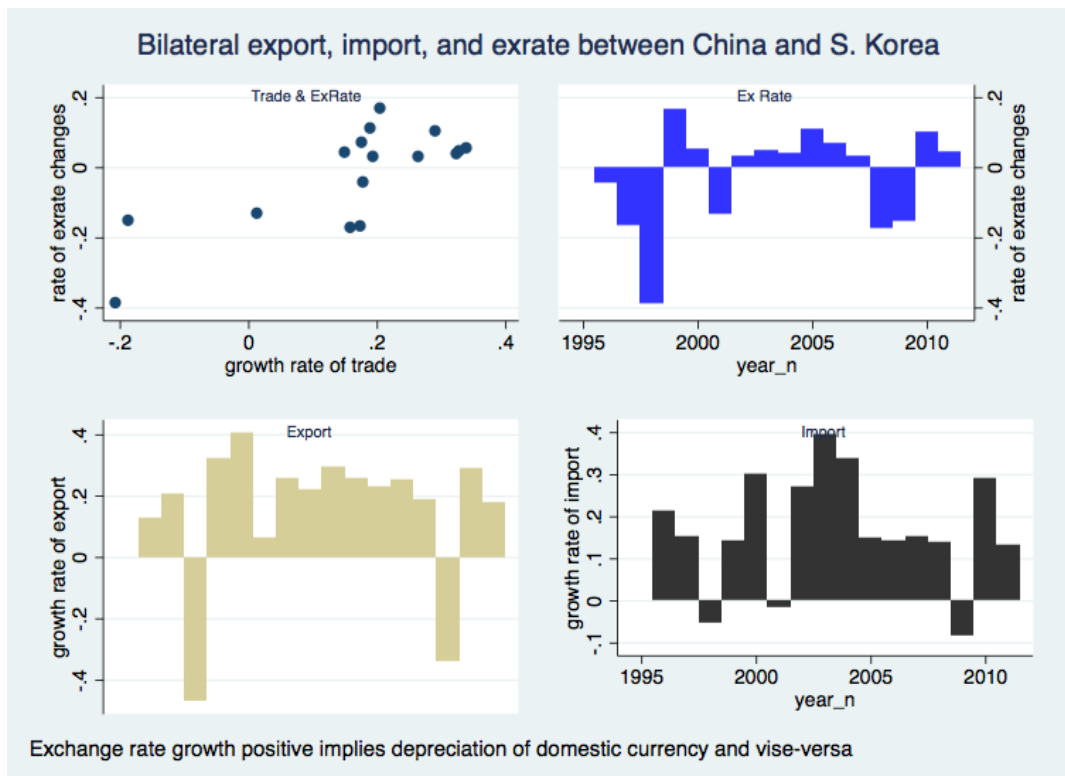 Bilateral export, import, and exrate between China and S. Korea
Trade & ExRate
rate of exrate changes
.2
0
-.2
-.4
-.2
0
.2
.4
growth rate of trade
Ex Rate
.2
0
-.2
-.4
rate of exrate changes
1995
2000
2005
2010
year_n
Export
growth rate of export
.4
.2
0
-.2
-.4
Import
growth rate of import
.4
.3
.2
.1
0
-.1
1995
2000
2005
2010
year_n
Exchange rate growth positive implies depreciation of domestic currency and vise-versa